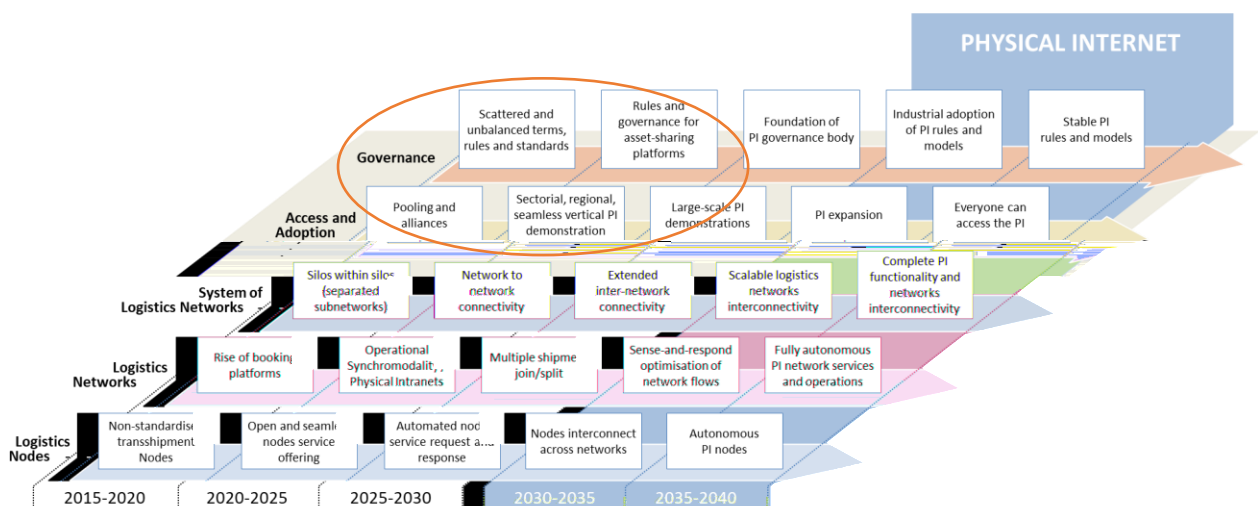 PHYSICAL INTERNET
Governance
Scattered and
unbalanced terms,
rules and standards
Rules and
governance for
asset-sharing
platforms
Foundation of
PI governance body
Industrial adoption
of PI rules and
models
Stable PI
rules and models
Access and
Adoption
Pooling and
alliances
Sectorial, regional,
seamless vertical PI
demonstration
Large-scale PI
demonstrations
PI expansion
Everyone can
access the PI
System of
Logistics Networks
Silos within silos
(separated
subnetworks)
Network to
network
connectivity
Extended
inter-network
connectivity
Scalable logistics
networks
interconnectivity
Complete PI
functionality and
networks
interconnectivity
Logistics
Networks
Rise of booking
platforms
Operational
Synchromodality,
Physical Intranets
Multiple shipme
join/split
Sense-and-respond
optimisation of
network flows
Fully autonomous
PI network services
and operations
Logistics
Nodes
Non-standardise
transshipment
Nodes
Open and seamle
nodes service
offering
Automated nod
service request and
response
Nodes interconnect
across networks
Autonomous
PI nodes
2015-2020
2020-2025
2025-2030
2030-2035
2035-2040